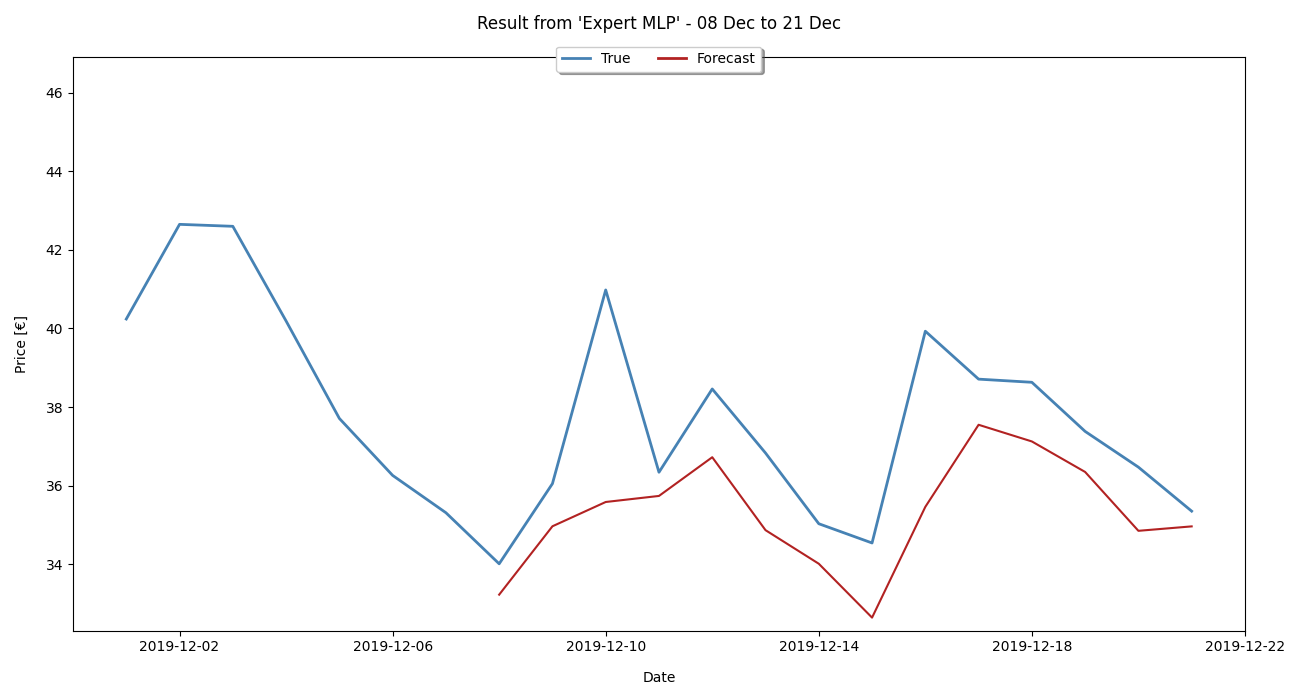 Result from 'Expert MLP' - 08 Dec to 21 Dec
True Forecast
46
44
42
40
38
36
34
Price [€]
2019-12-02 2019-12-06 2019-12-10 2019-12-14 2019-12-18 2019-12-22
Date